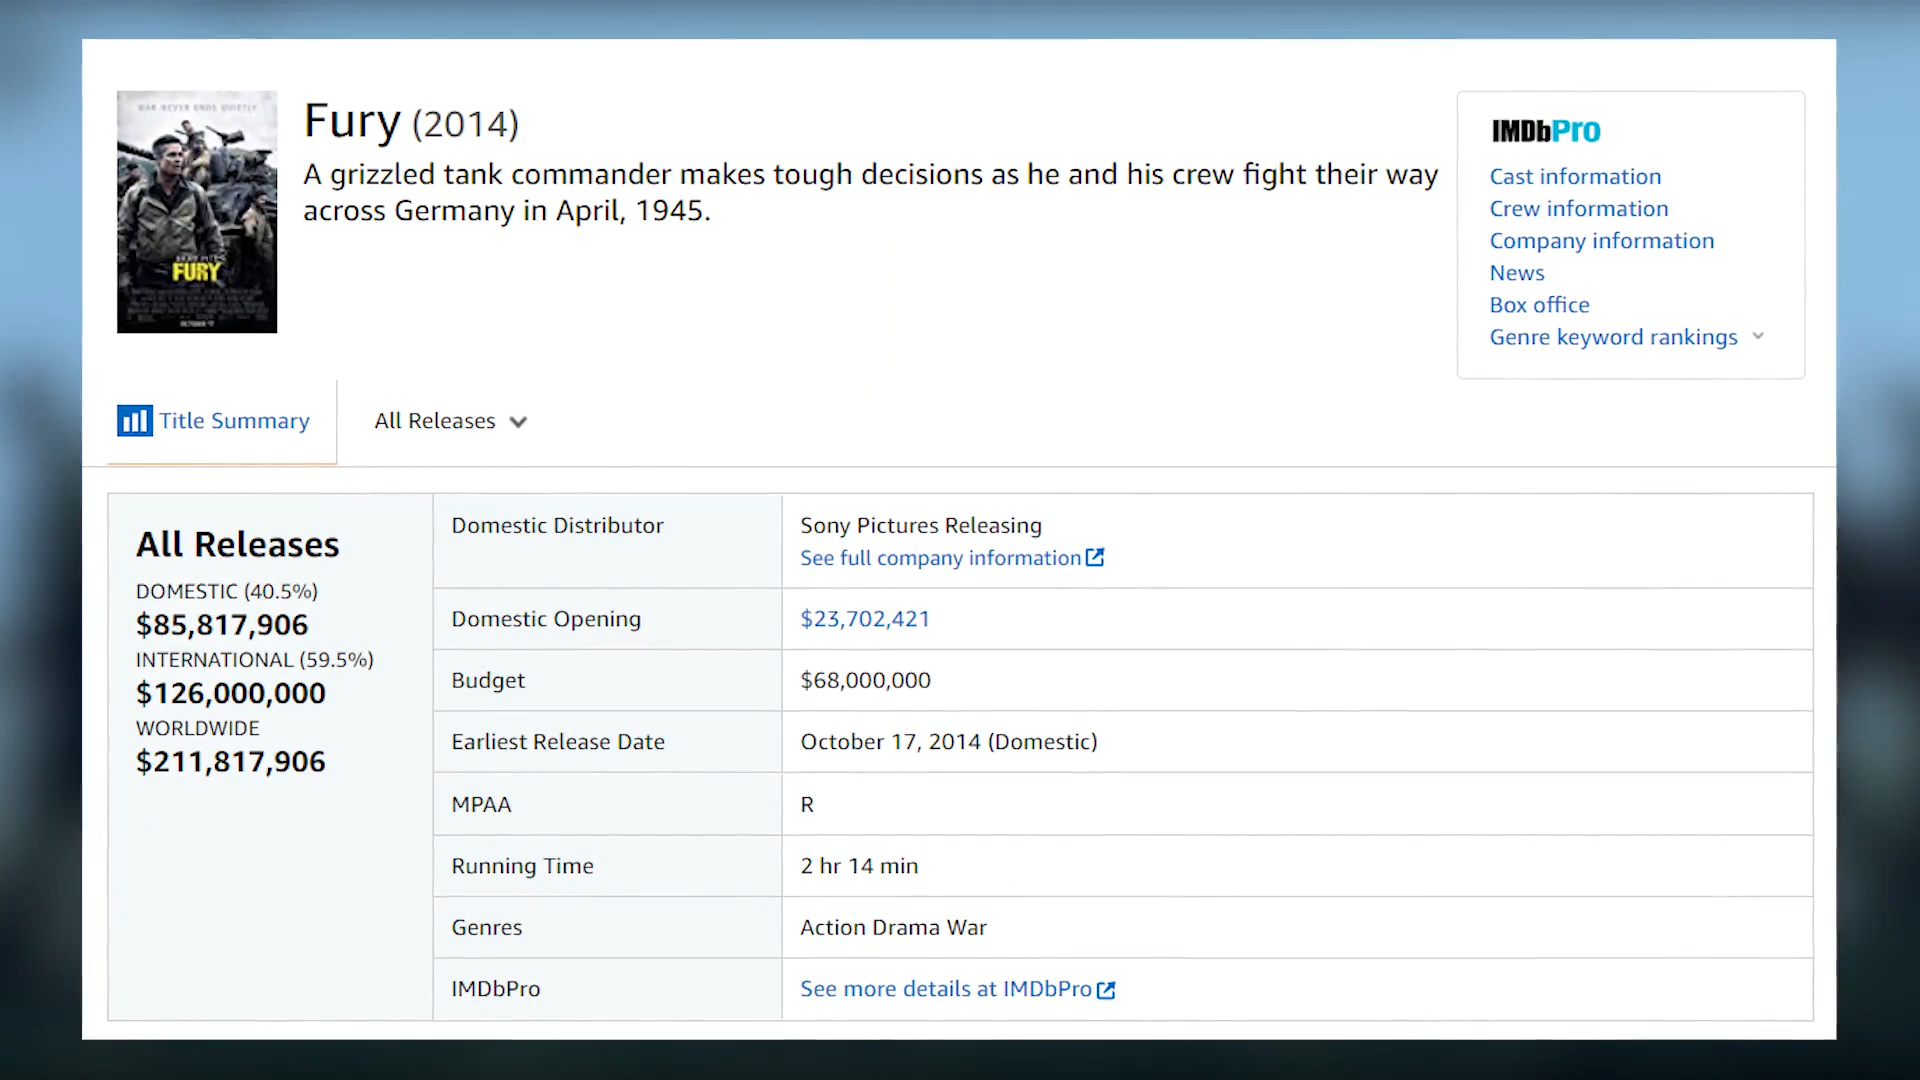 WAR NEVER ENDS QUIETLY
FURY
Fury (2014)
A grizzled tank commander makes tough decisions as he and his crew fight their way
across Germany in April, 1945.
IMDbPro
Cast information
Crew information
Company information
News
Box office
Genre keyword rankings
Title Summary
All Releases
All Releases
DOMESTIC (40.5%)
$85,817,906
INTERNATIONAL (59.5%)
$126,000,000
WORLDWIDE
$211,817,906
Domestic Distributor
Sony Pictures Releasing
See full company information
Domestic Opening
$23,702,421
Budget
$68,000,000
Earliest Release Date
October 17, 2014 (Domestic)
MPAA
R
Running Time
2 hr 14 min
Genres
Action Drama War
IMDbPro
See more details at IMDbPro